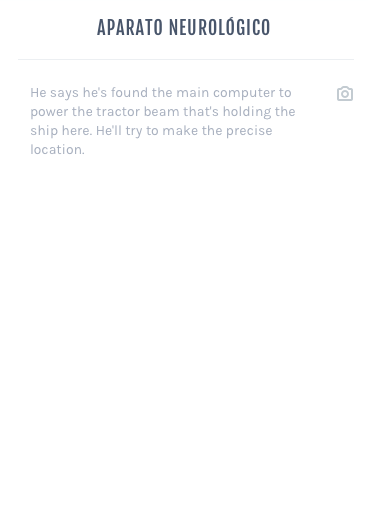 APARATO NEUROLÓGICO
He says he's found the main computer to
power the tractor beam that's holding the
ship here. He'll try to make the precise
location.